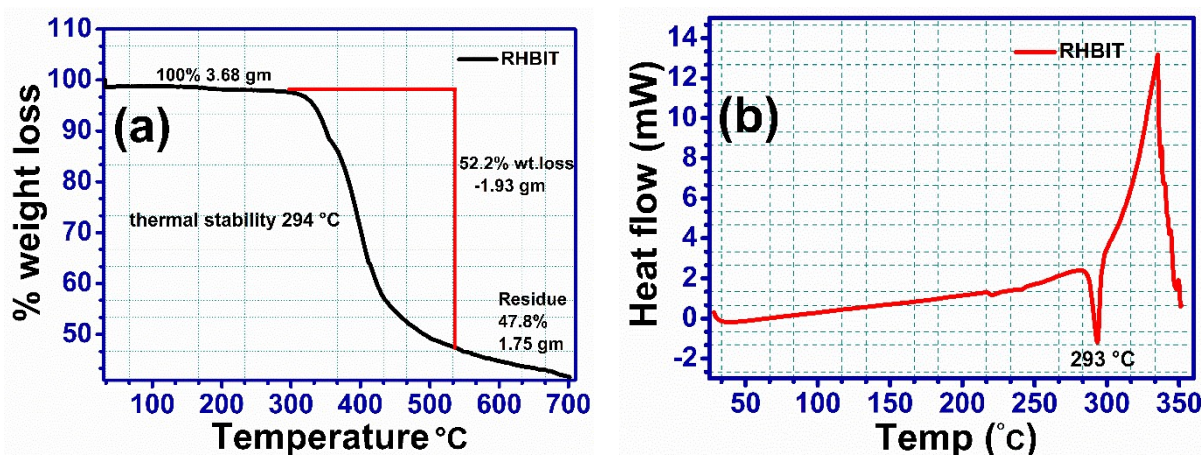 RHBIT
100% 3.68 gm
(a)
52.2% wt.loss
-1.93 gm
thermal stability 294 °C
Residue
47.8%
1.75 gm
% weight loss
100
90
80
70
60
50
100 200 300 400 500 600 700
Temperature °C
RHBIT
(b)
293 °C
Heat flow (mW)
14
12
10
8
6
4
2
0
-2
50 100 150 200 250 300 350
Temp (°C)